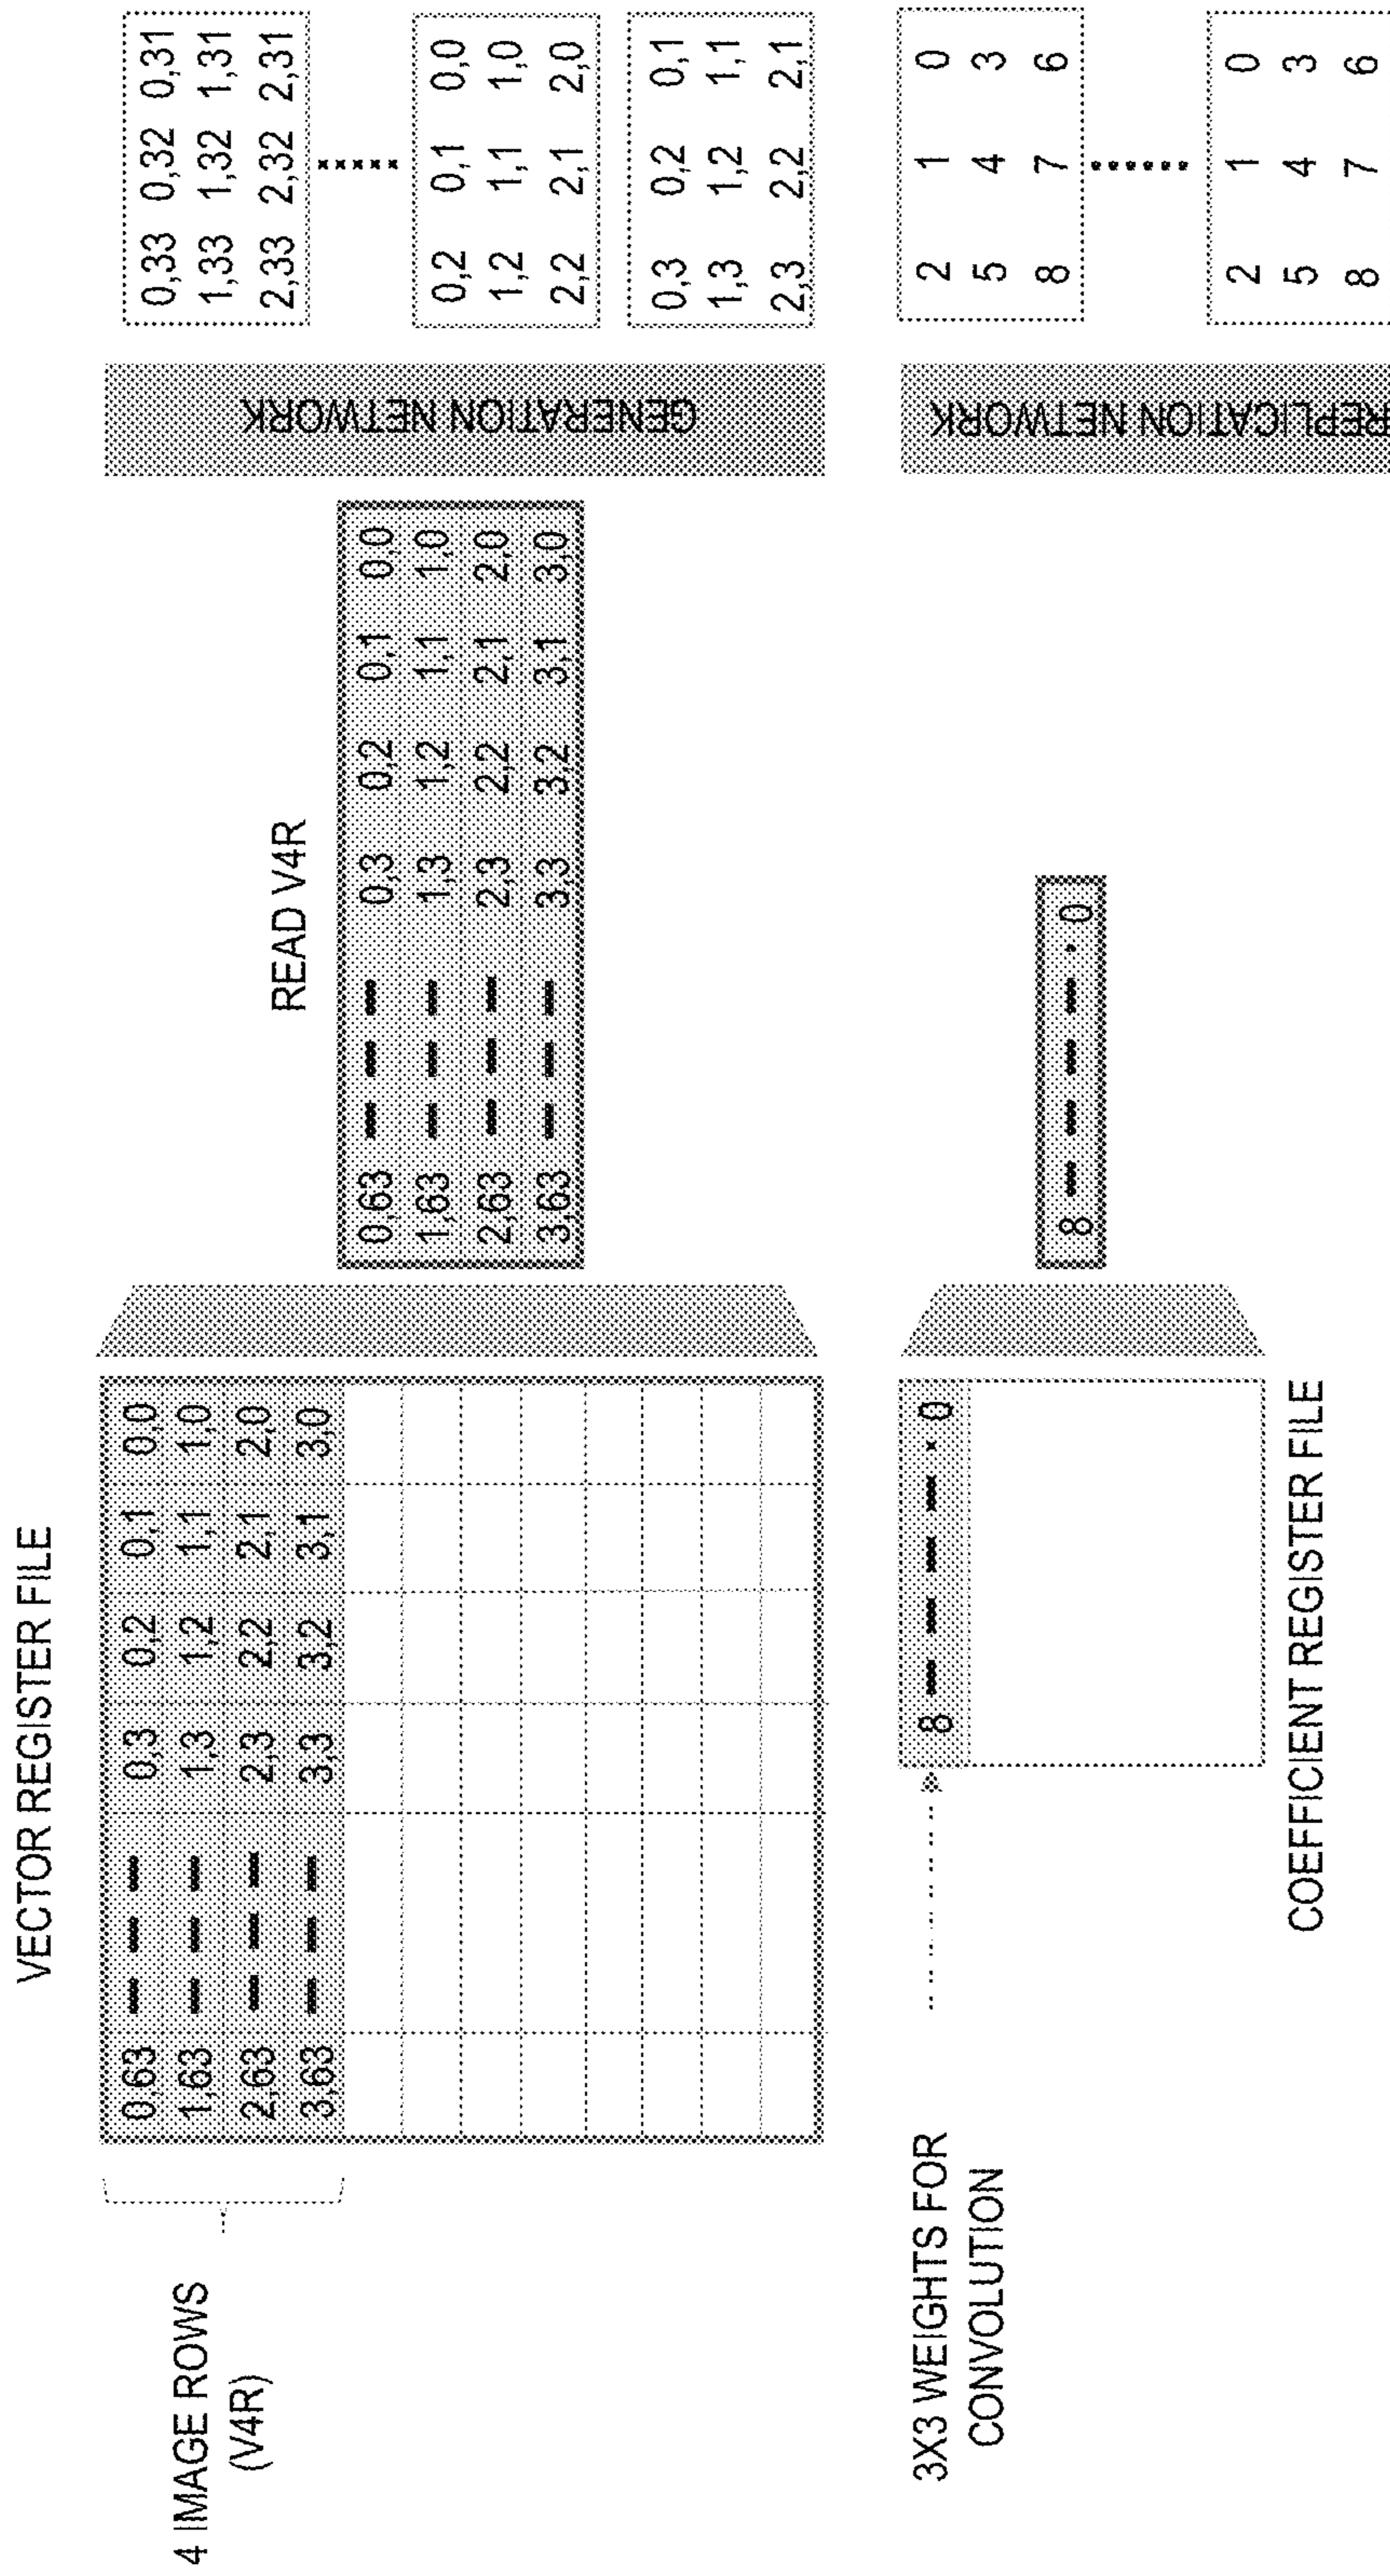 VECTOR REGISTER FILE
4 IMAGE ROWS
(V4R)
0,63 0,3 0,2 0,1 0,0
1,63 1,3 1,2 1,1 1,0
2,63 2,3 2,2 2,1 2,0
3,63 3,3 3,2 3,1 3,0
READ V4R
0,63 0,3 0,2 0,1 0,0
1,63 1,3 1,2 1,1 1,0
2,63 2,3 2,2 2,1 2,0
3,63 3,3 3,2 3,1 3,0
GENERATION NETWORK
0,33 0,32 0,31
1,33 1,32 1,31
2,33 2,32 2,31
0,2 0,1 0,0
1,2 1,1 1,0
2,2 2,1 2,0
0,3 0,2 0,1
1,3 1,2 1,1
2,3 2,2 2,1
3X3 WEIGHTS FOR
CONVOLUTION
8 0
COEFFICIENT REGISTER FILE
8 0
REPLICATION NETWORK
2 1 0
5 4 3
8 7 6
2 1 0
5 4 3
8 7 6